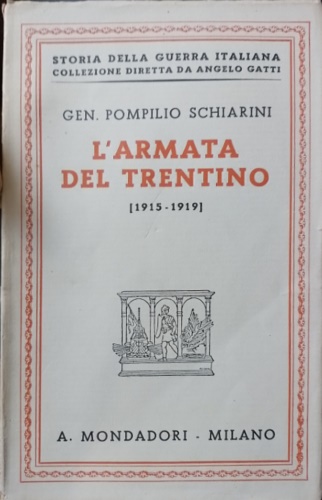 STORIA DELLA GUERRA ITALIANA
COLLEZIONE DIRETTA DA ANGELO GATTI
GEN. POMPILIO SCHIARINI
L'ARMATA
DEL TRENTINO
[1915-1919]
A. MONDADORI - MILANO